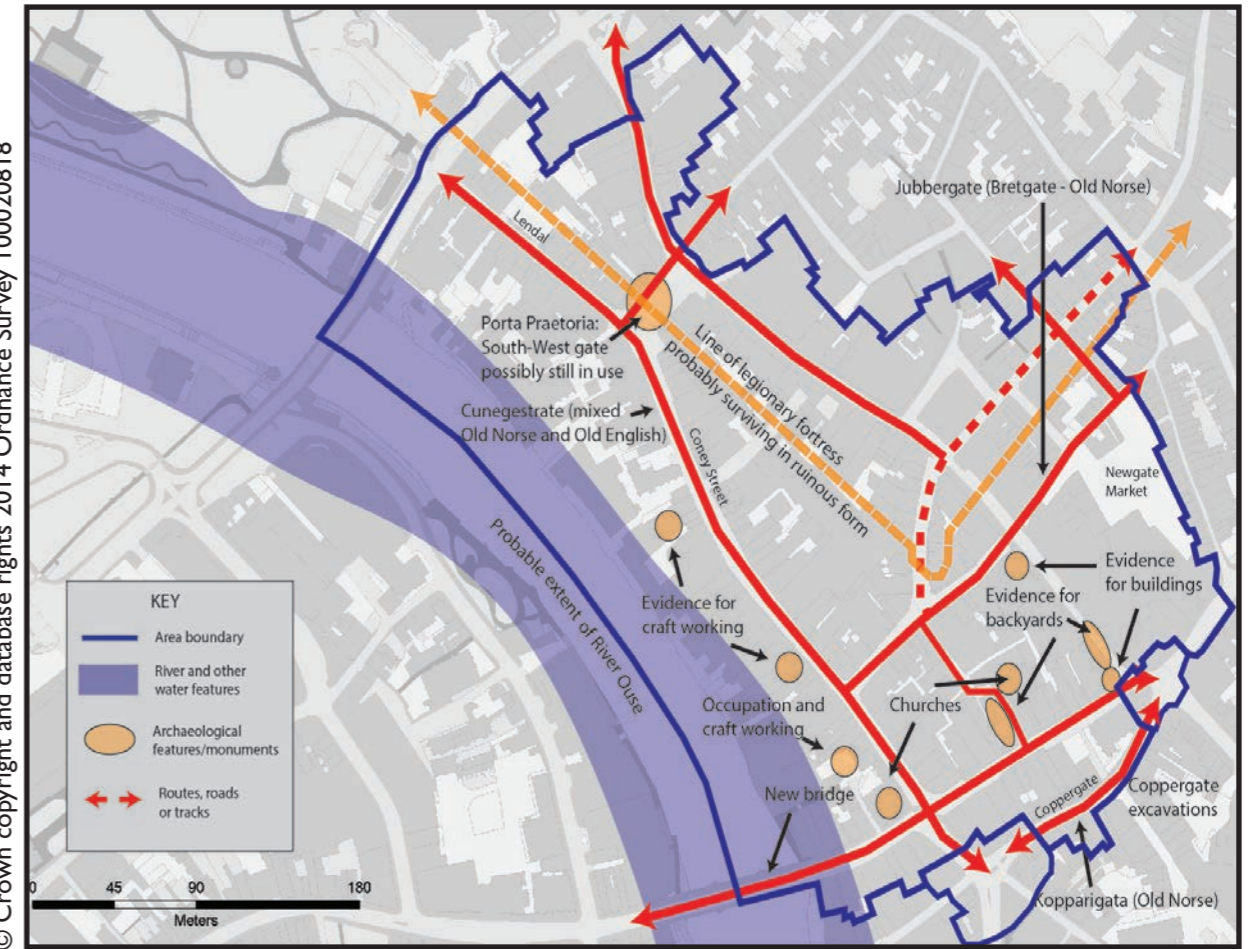 © Crown copyright and database rights 2014 Ordnance Survey 100020818
Jubbergate (Bretgate - Old Norse)
Lendal
Porta Praetoria:
South-West gate
possibly still in use
Line of legionary fortress
probably surviving in ruinous form
Cunegestrate (mixed
Old Norse and Old English)
Coney Street
Newgate
Market
Probable extent of River Ouse
Evidence
for buildings
Evidence for
backyards
Evidence for
craft working
Occupation and
craft working
Churches
New bridge
Coppergate
Coppergate
excavations
Kopparigata (Old Norse)
KEY
Area boundary
River and other
water features
Archaeological
features/monuments
Routes, roads
or tracks
0 45 90 180
Meters